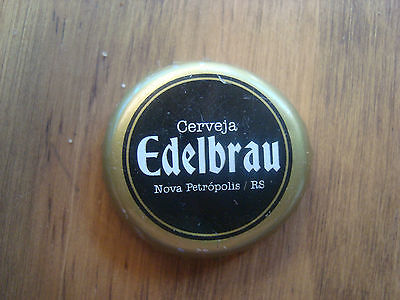 Cerveja
Edelbrau
Nova Petrópolis / RS